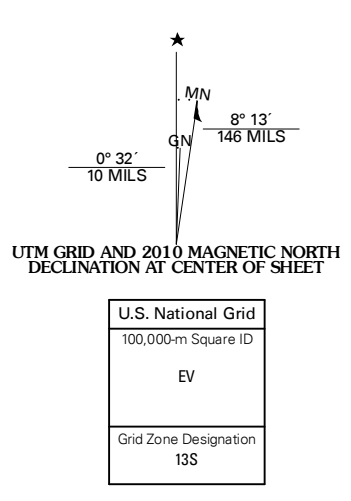 ★
MN
8° 13´
146 MILS
GN
0° 32´
10 MILS
UTM GRID AND 2010 MAGNETIC NORTH
DECLINATION AT CENTER OF SHEET
U.S. National Grid
100,000-m Square ID
EV
Grid Zone Designation
13S